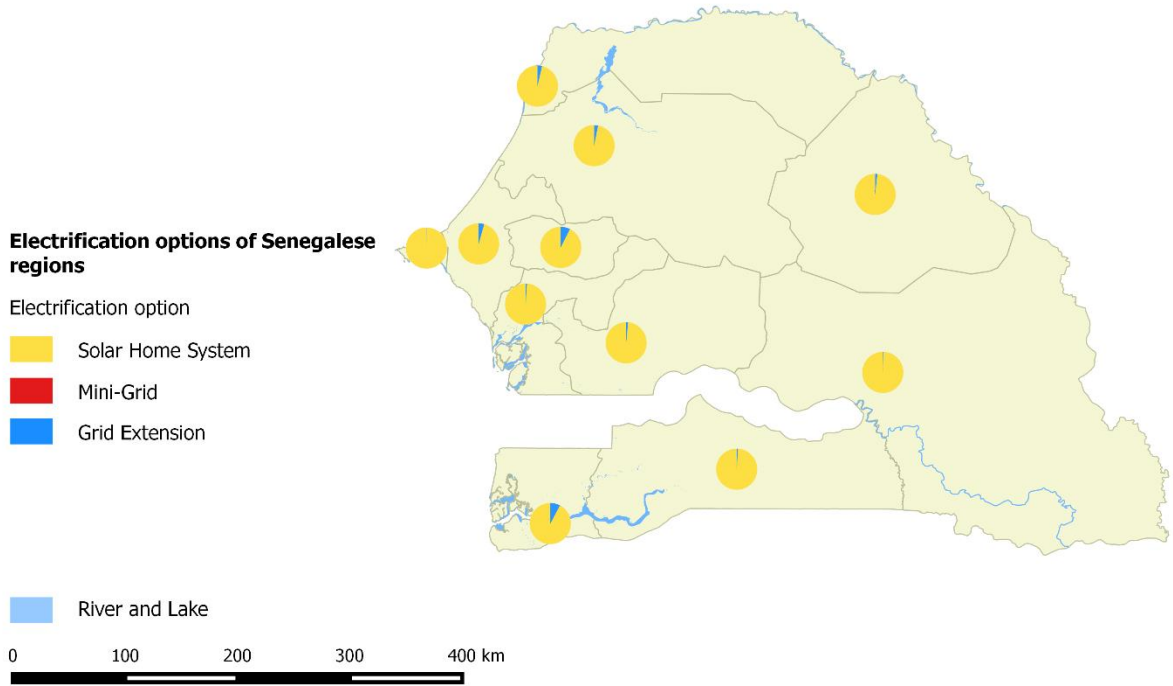 Electrification options of Senegalese
regions
Electrification option
Solar Home System
Mini-Grid
Grid Extension
River and Lake
0 100 200 300 400 km